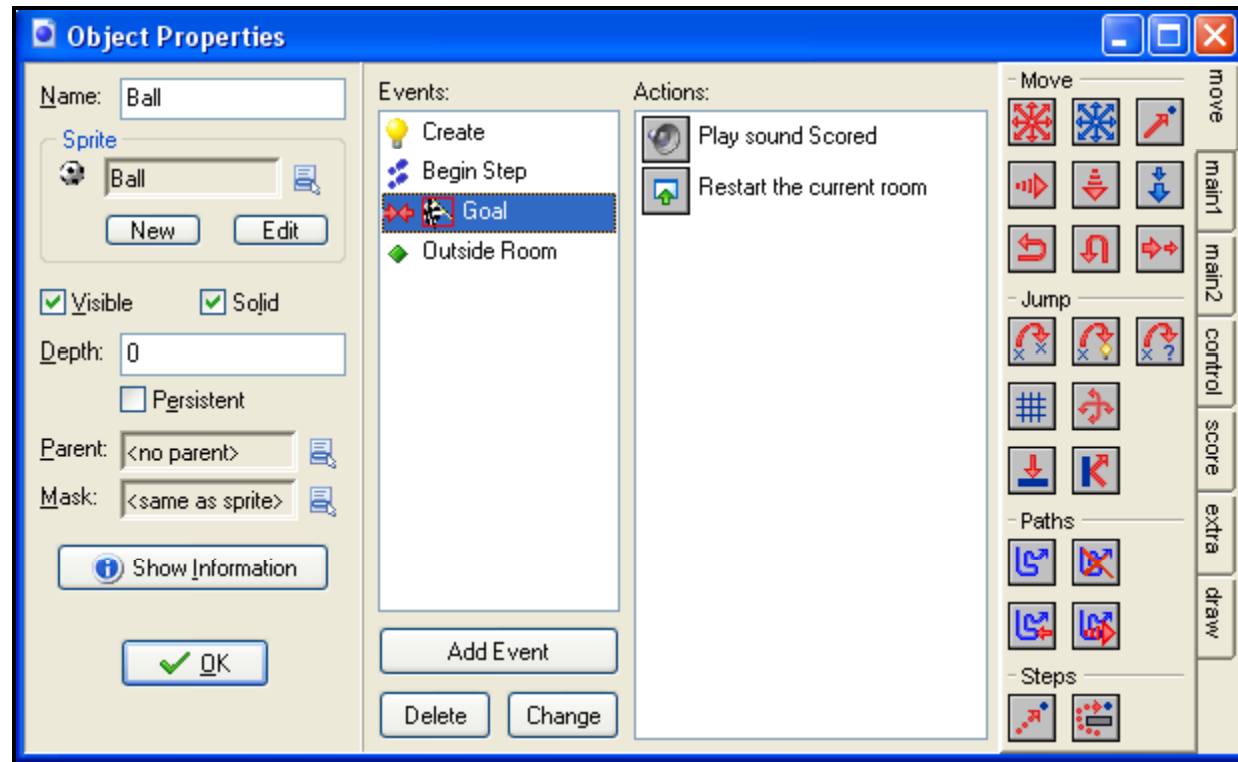 Object Properties
Name: Ball
Sprite
Ball
New Edit
Visible Solid
Depth: 0
Persistent
Parent: <no parent>
Mask: <same as sprite>
Show Information
OK
Events:
Create
Begin Step
Goal
Outside Room
Add Event
Delete Change
Actions:
Play sound Scored
Restart the current room
Move
Jump
Paths
Steps
move
main1
main2
control
score
extra
draw